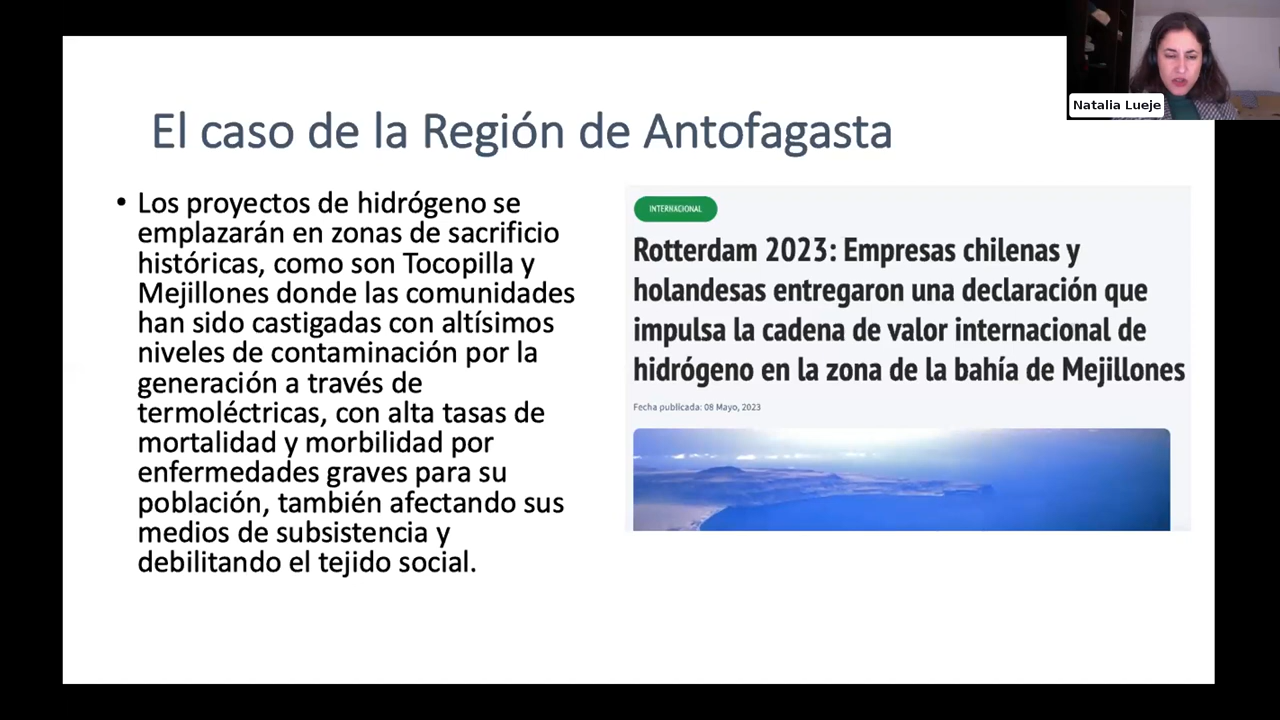 Natalia Lueje
El caso de la Región de Antofagasta
• Los proyectos de hidrógeno se
emplazarán en zonas de sacrificio
históricas, como son Tocopilla y
Mejillones donde las comunidades
han sido castigadas con altísimos
niveles de contaminación por la
generación a través de
termoléctricas, con alta tasas de
mortalidad y morbilidad por
enfermedades graves para su
población, también afectando sus
medios de subsistencia y
debilitando el tejido social.
INTERNACIONAL
Rotterdam 2023: Empresas chilenas y
holandesas entregaron una declaración que
impulsa la cadena de valor internacional de
hidrógeno en la zona de la bahía de Mejillones
Fecha publicada: 08 Mayo, 2023